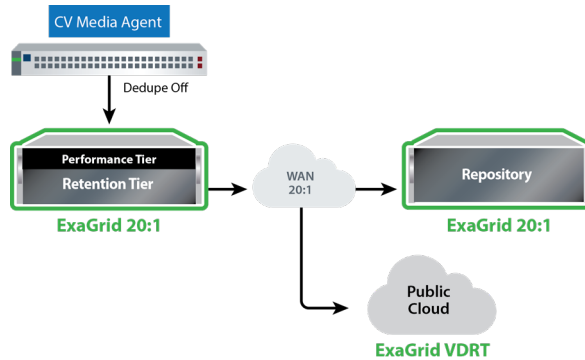 CV Media Agent
Dedupe Off
Performance Tier
Retention Tier
ExaGrid 20:1
WAN
20:1
Repository
ExaGrid 20:1
Public
Cloud
ExaGrid VDRT